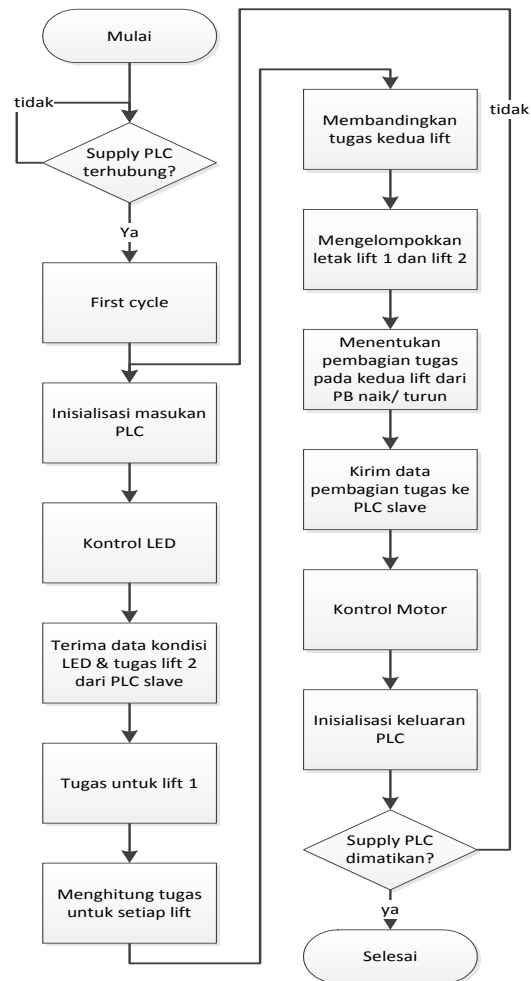 Mulai
tidak
Supply PLC
terhubung?
Ya
First cycle
Inisialisasi masukan
PLC
Kontrol LED
Terima data kondisi
LED & tugas lift 2
dari PLC slave
Tugas untuk lift 1
Menghitung tugas
untuk setiap lift
Membandingkan
tugas kedua lift
Mengelompokkan
letak lift 1 dan lift 2
Menentukan
pembagian tugas
pada kedua lift dari
PB naik/ turun
Kirim data
pembagian tugas ke
PLC slave
Kontrol Motor
Inisialisasi keluaran
PLC
Supply PLC
dimatikan?
tidak
ya
Selesai